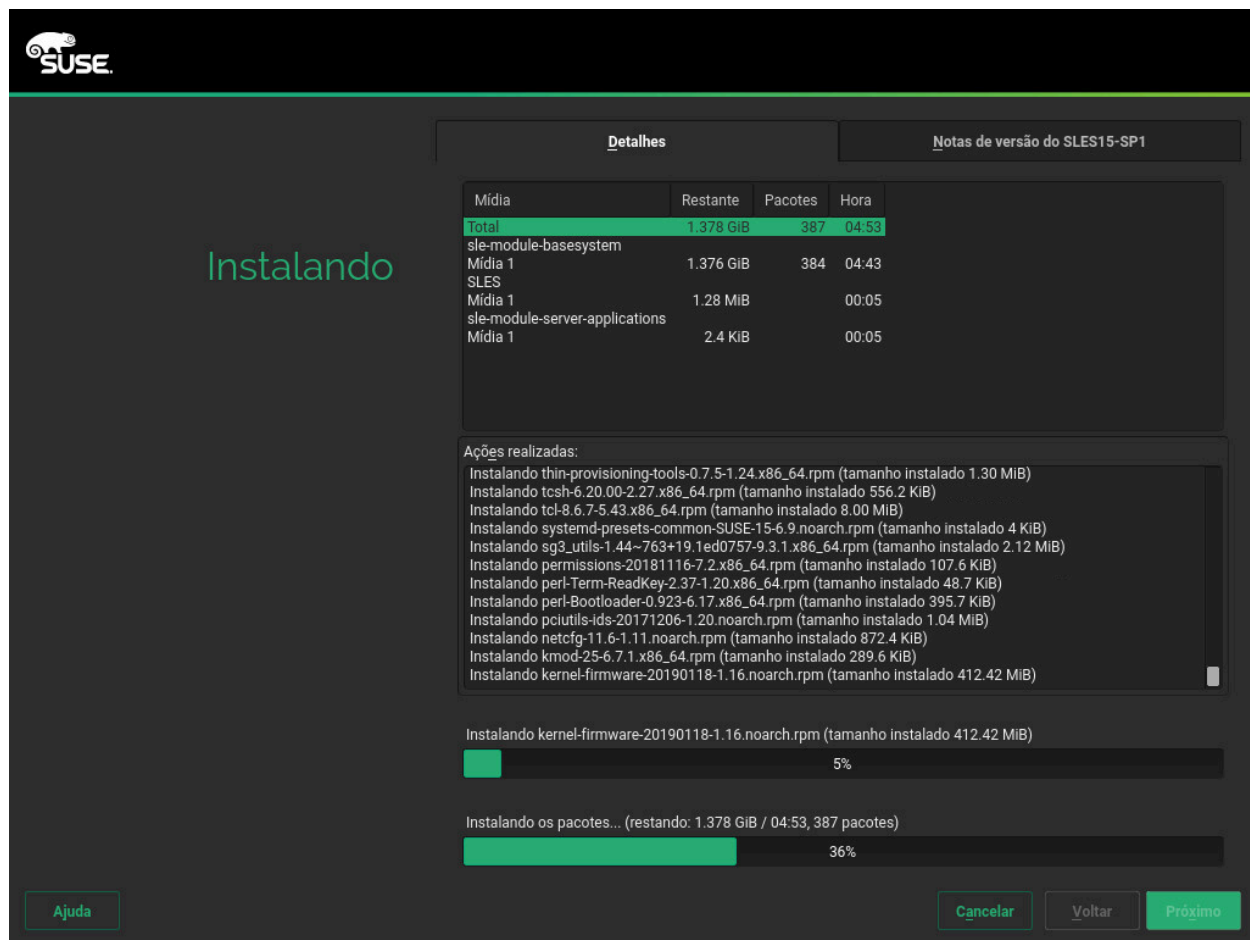 SUSE.
Detalhes
Notas de versão do SLES15-SP1
Instalando
Mídia Restante Pacotes Hora
Total 1.378 GiB 387 04:53
sle-module-basesystem
Mídia 1 1.376 GiB 384 04:43
SLES
Mídia 1 1.28 MiB 00:05
sle-module-server-applications
Mídia 1 2.4 KiB 00:05
Ações realizadas:
Instalando thin-provisioning-tools-0.7.5-1.24.x86_64.rpm (tamanho instalado 1.30 MiB)
Instalando tcsh-6.20.00-2.27.x86_64.rpm (tamanho instalado 556.2 KiB)
Instalando tcl-8.6.7-5.43.x86_64.rpm (tamanho instalado 8.00 MiB)
Instalando systemd-presets-common-SUSE-15-6.9.noarch.rpm (tamanho instalado 4 KiB)
Instalando sg3_utils-1.44~763+19.1ed0757-9.3.1.x86_64.rpm (tamanho instalado 2.12 MiB)
Instalando permissions-20181116-7.2.x86_64.rpm (tamanho instalado 107.6 KiB)
Instalando perl-Term-ReadKey-2.37-1.20.x86_64.rpm (tamanho instalado 48.7 KiB)
Instalando perl-Bootloader-0.923-6.17.x86_64.rpm (tamanho instalado 395.7 KiB)
Instalando pciutils-ids-20171206-1.20.noarch.rpm (tamanho instalado 1.04 MiB)
Instalando netcfg-11.6-1.11.noarch.rpm (tamanho instalado 872.4 KiB)
Instalando kmod-25-6.7.1.x86_64.rpm (tamanho instalado 289.6 KiB)
Instalando kernel-firmware-20190118-1.16.noarch.rpm (tamanho instalado 412.42 MiB)
Instalando kernel-firmware-20190118-1.16.noarch.rpm (tamanho instalado 412.42 MiB)
5%
Instalando os pacotes... (restando: 1.378 GiB / 04:53, 387 pacotes)
36%
Ajuda
Cancelar
Voltar
Próximo